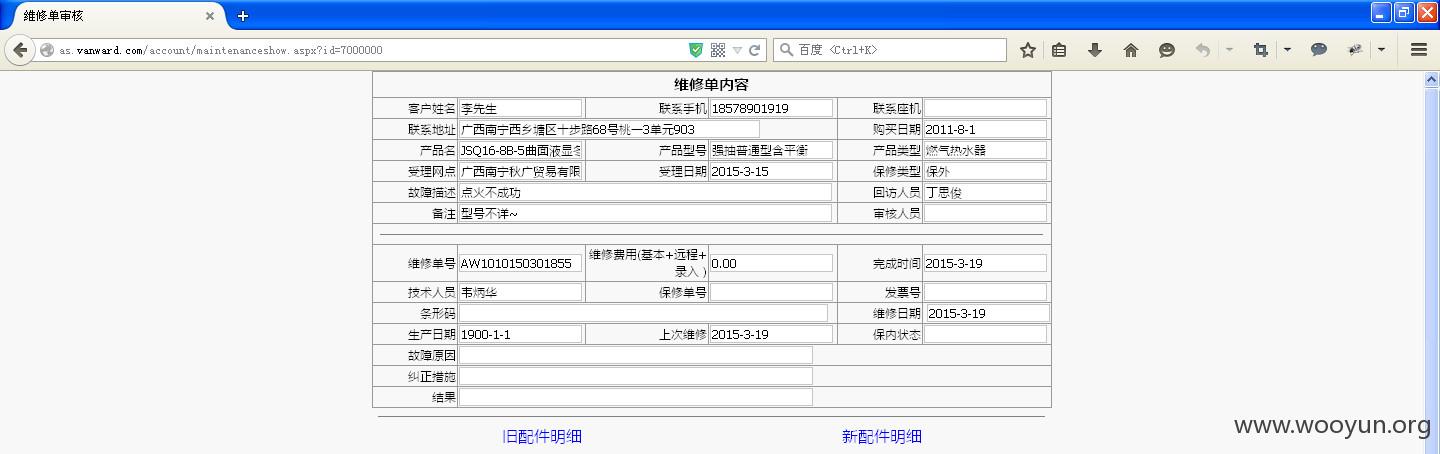 维修单审核
as.vanward.com/account/maintenanceshow.aspx?id=7000000
百度 <Ctrl+K>
维修单内容
客户姓名 李先生 联系手机 18578901919 联系座机
联系地址 广西南宁西乡塘区十步路68号桃一3单元903 购买日期 2011-8-1
产品名 JSQ16-8B-5曲面液显冬 产品型号 强抽普通型含平衡 产品类型 燃气热水器
受理网点 广西南宁秋广贸易有限 受理日期 2015-3-15 保修类型 保外
故障描述 点火不成功 回访人员 丁思俊
备注 型号不详~ 审核人员
维修单号 AW1010150301855 维修费用(基本+远程+录入) 0.00 完成时间 2015-3-19
技术人员 韦炳华 保修单号 发票号
条形码 维修日期 2015-3-19
生产日期 1900-1-1 上次维修 2015-3-19 保内状态
故障原因
纠正措施
结果
旧配件明细 新配件明细
www.wooyun.org